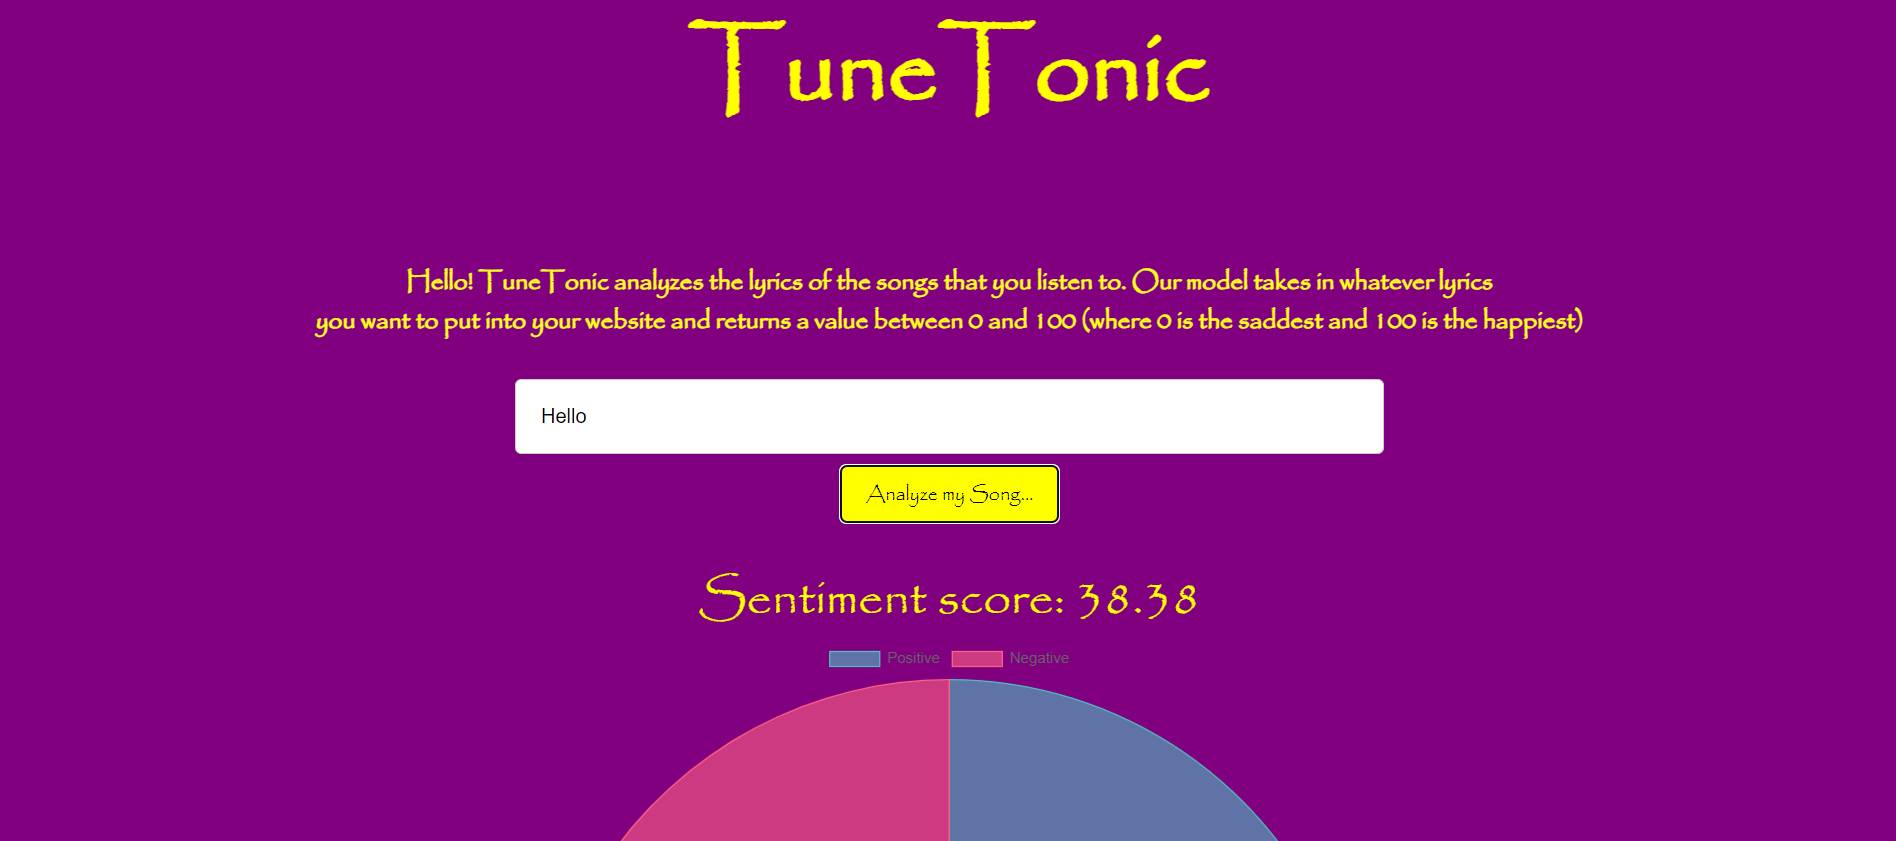 TuneTonic
Hello! TuneTonic analyzes the lyrics of the songs that you listen to. Our model takes in whatever lyrics
you want to put into your website and returns a value between 0 and 100 (where 0 is the saddest and 100 is the happiest)
Hello
Analyze my Song...
Sentiment score: 38.38
Positive Negative